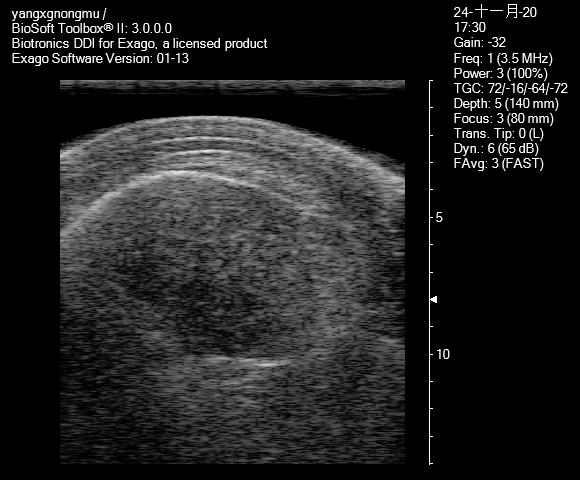 yangxgnongmu /
BioSoft Toolbox® II: 3.0.0.0
Biotronics DDI for Exago, a licensed product
Exago Software Version: 01-13
24-十一月-20
17:30
Gain: -32
Freq: 1 (3.5 MHz)
Power: 3 (100%)
TGC: 72/-16/-64/-72
Depth: 5 (140 mm)
Focus: 3 (80 mm)
Trans. Tip: 0 (L)
Dyn.: 6 (65 dB)
FAvg: 3 (FAST)
5
10